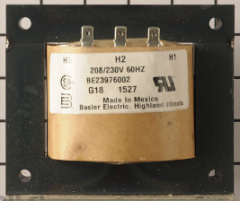 H3 H2 H1
208/230V 60HZ
BE23976002
G18 1527
Made in Mexico
Basler Electric, Highland Illinois